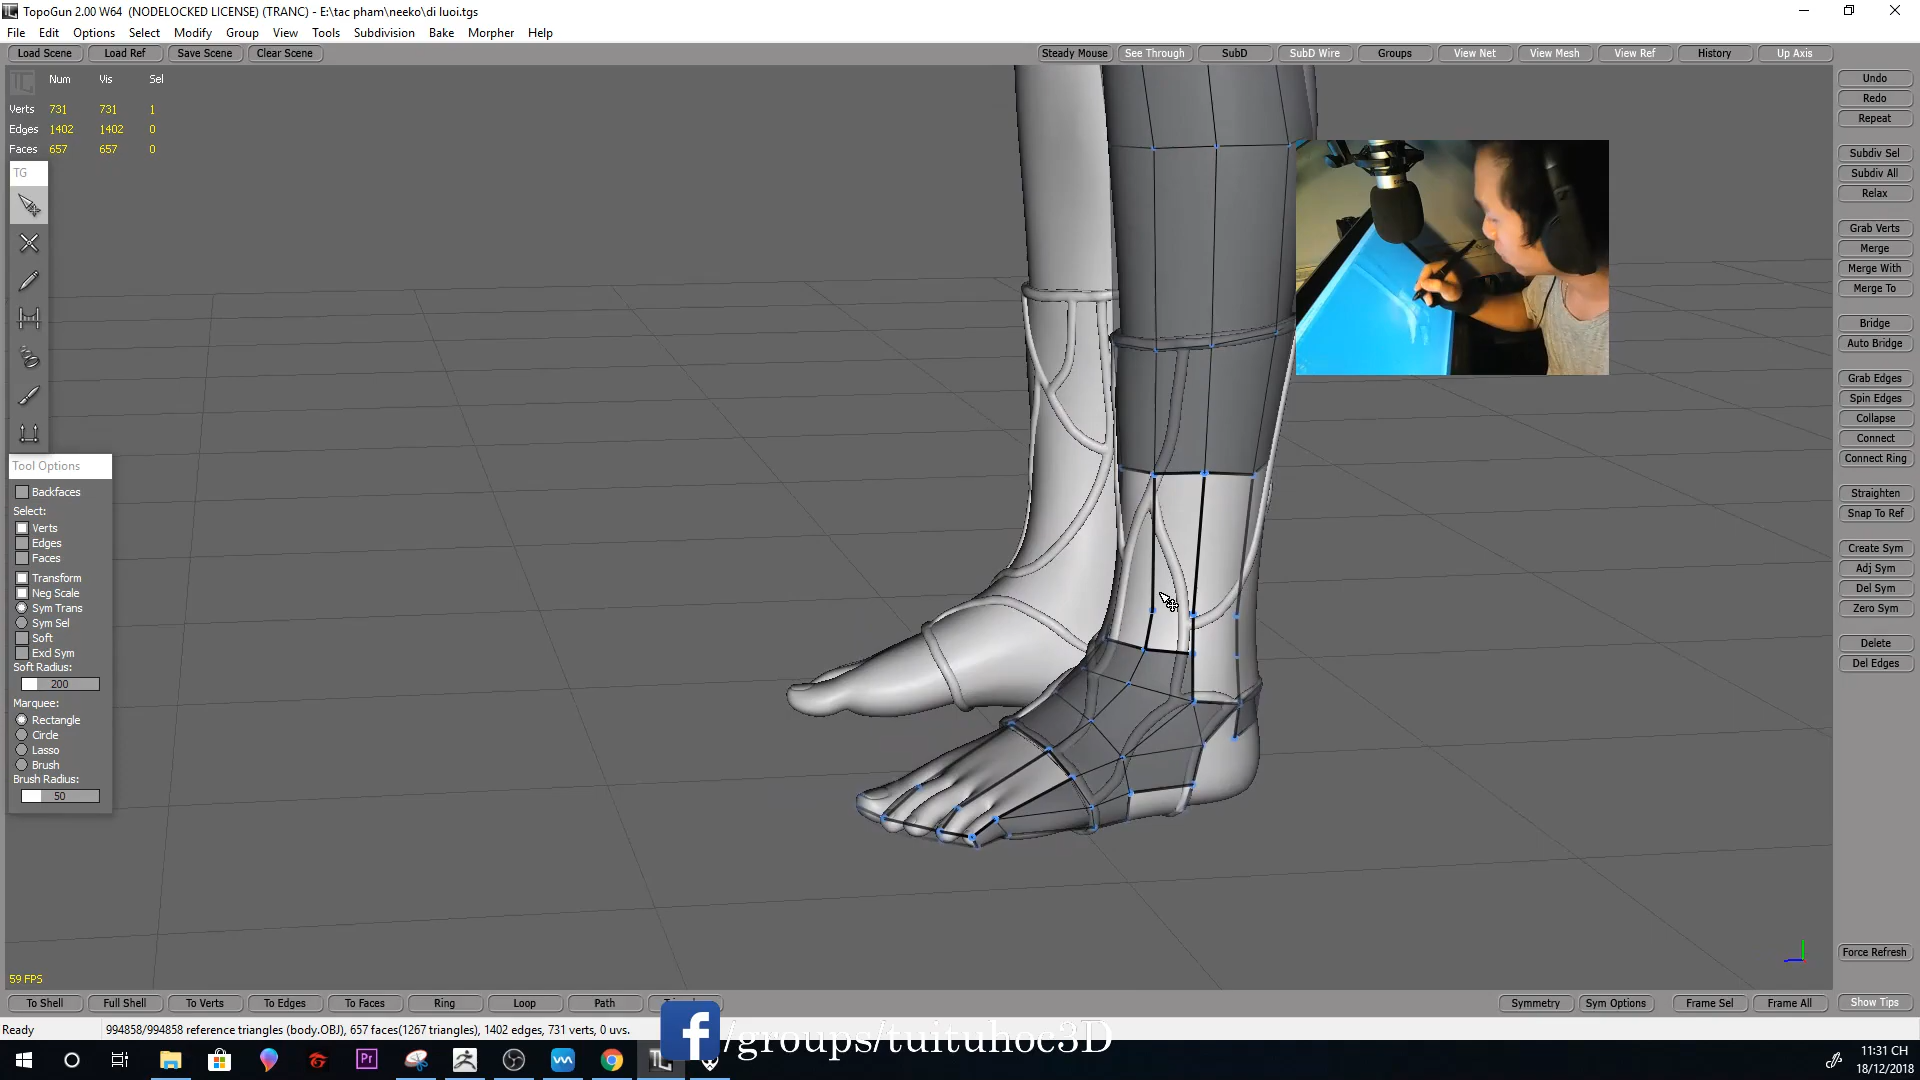 TopoGun 2.00 W64 (NODELOCKED LICENSE) (TRANC) - E:\tac pham\neeko\di luoi.tgs
File Edit Options Select Modify Group View Tools Subdivision Bake Morpher Help
Load Scene Load Ref Save Scene Clear Scene Steady Mouse See Through SubD SubD Wire Groups View Net View Mesh View Ref History Up Axis
Num Vis Sel
Verts 731 731 1
Edges 1402 1402 0
Faces 657 657 0
TG
Tool Options
Backfaces
Select:
Verts
Edges
Faces
Transform
Neg Scale
Sym Trans
Sym Sel
Soft
Excl Sym
Soft Radius:
200
Marquee:
Rectangle
Circle
Lasso
Brush
Brush Radius:
50
59 FPS
Undo
Redo
Repeat
Subdiv Sel
Subdiv All
Relax
Grab Verts
Merge
Merge With
Merge To
Bridge
Auto Bridge
Grab Edges
Spin Edges
Collapse
Connect
Connect Ring
Straighten
Snap To Ref
Create Sym
Adj Sym
Del Sym
Zero Sym
Delete
Del Edges
Force Refresh
Show Tips
To Shell Full Shell To Verts To Edges To Faces Ring Loop Path Symmetry Sym Options Frame Sel Frame All
Ready 994858/994858 reference triangles (body.OBJ), 657 faces(1267 triangles), 1402 edges, 731 verts, 0 uvs.
/groups/tuituhoc3D
Pr
11:31 CH
18/12/2018